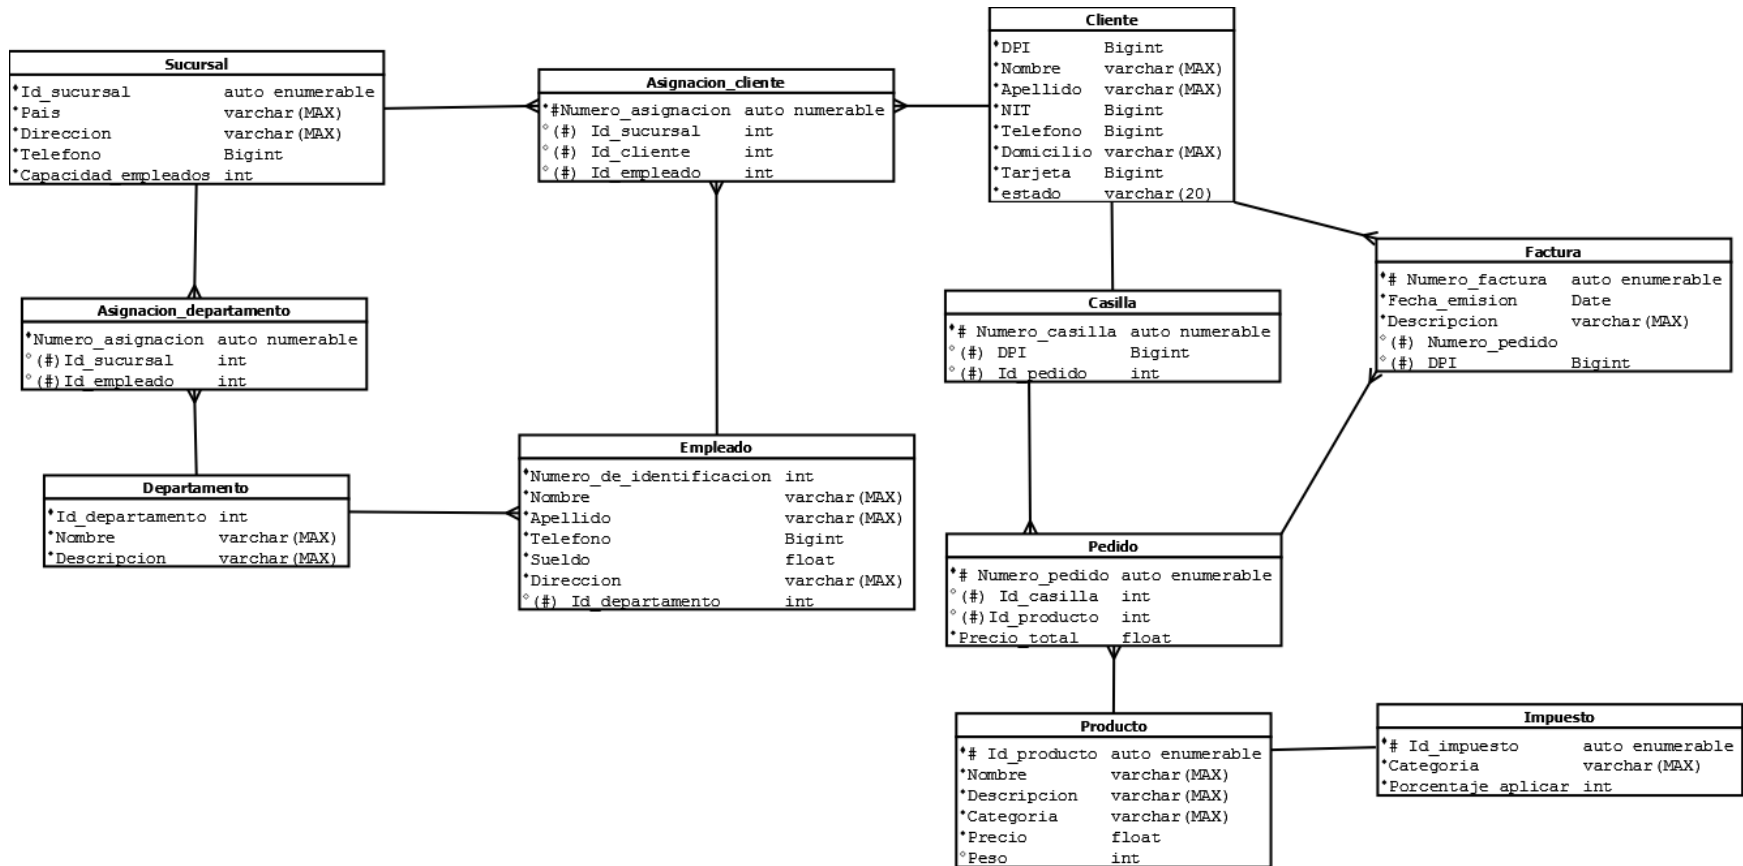 Cliente
DPI Bigint
Nombre varchar(MAX)
Apellido varchar(MAX)
NIT Bigint
Telefono Bigint
Domicilio varchar(MAX)
Tarjeta Bigint
estado varchar(20)
Sucursal
Id_sucursal auto enumerable
Pais varchar(MAX)
Direccion varchar(MAX)
Telefono Bigint
Capacidad_empleados int
Asignacion_cliente
#Numero_asignacion auto numerable
(#) Id_sucursal int
(#) Id_cliente int
(#) Id_empleado int
Factura
# Numero_factura auto enumerable
Fecha_emision Date
Descripcion varchar(MAX)
(#) Numero_pedido
(#) DPI Bigint
Casilla
# Numero_casilla auto numerable
(#) DPI Bigint
(#) Id_pedido int
Asignacion_departamento
Numero_asignacion auto numerable
(#)Id_sucursal int
(#)Id_empleado int
Empleado
Numero_de_identificacion int
Nombre varchar(MAX)
Apellido varchar(MAX)
Telefono Bigint
Sueldo float
Direccion varchar(MAX)
(#) Id_departamento int
Departamento
Id_departamento int
Nombre varchar(MAX)
Descripcion varchar(MAX)
Pedido
# Numero_pedido auto enumerable
(#) Id_casilla int
(#)Id_producto int
Precio_total float
Producto
# Id_producto auto enumerable
Nombre varchar(MAX)
Descripcion varchar(MAX)
Categoria varchar(MAX)
Precio float
Peso int
Impuesto
# Id_impuesto auto enumerable
Categoria varchar(MAX)
Porcentaje_aplicar int